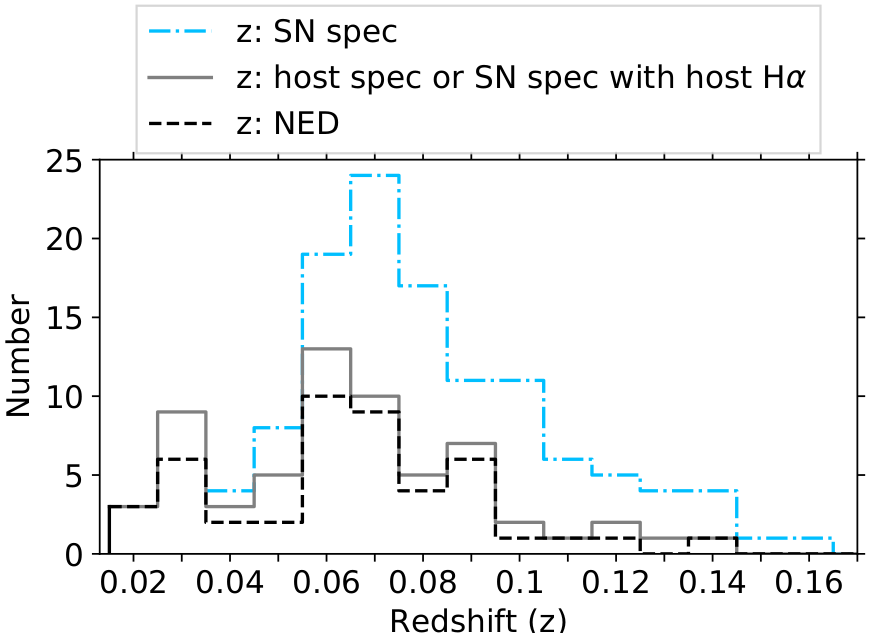 z: SN spec
z: host spec or SN spec with host Hα
z: NED
25
20
15
10
5
0
Number
0.02 0.04 0.06 0.08 0.1 0.12 0.14 0.16
Redshift (z)